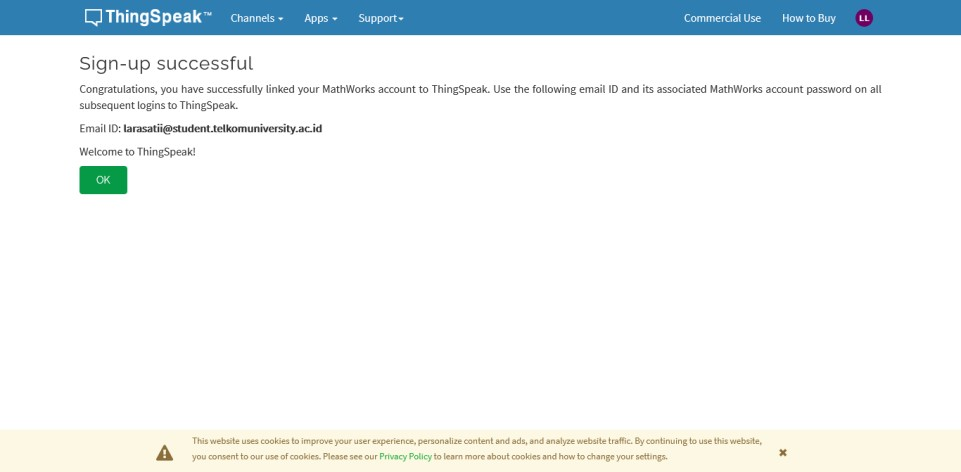 ThingSpeak™ Channels Apps Support Commercial Use How to Buy LL
Sign-up successful
Congratulations, you have successfully linked your MathWorks account to ThingSpeak. Use the following email ID and its associated MathWorks account password on all
subsequent logins to ThingSpeak.
Email ID: larasatii@student.telkomuniversity.ac.id
Welcome to ThingSpeak!
OK
This website uses cookies to improve your user experience, personalize content and ads, and analyze website traffic. By continuing to use this website,
you consent to our use of cookies. Please see our Privacy Policy to learn more about cookies and how to change your settings.